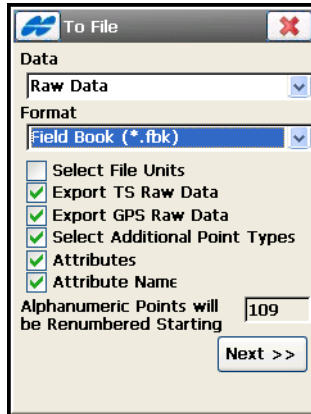 To File
Data
Raw Data
Format
Field Book (*.fbk)
Select File Units
Export TS Raw Data
Export GPS Raw Data
Select Additional Point Types
Attributes
Attribute Name
Alphanumeric Points will
be Renumbered Starting
109
Next >>